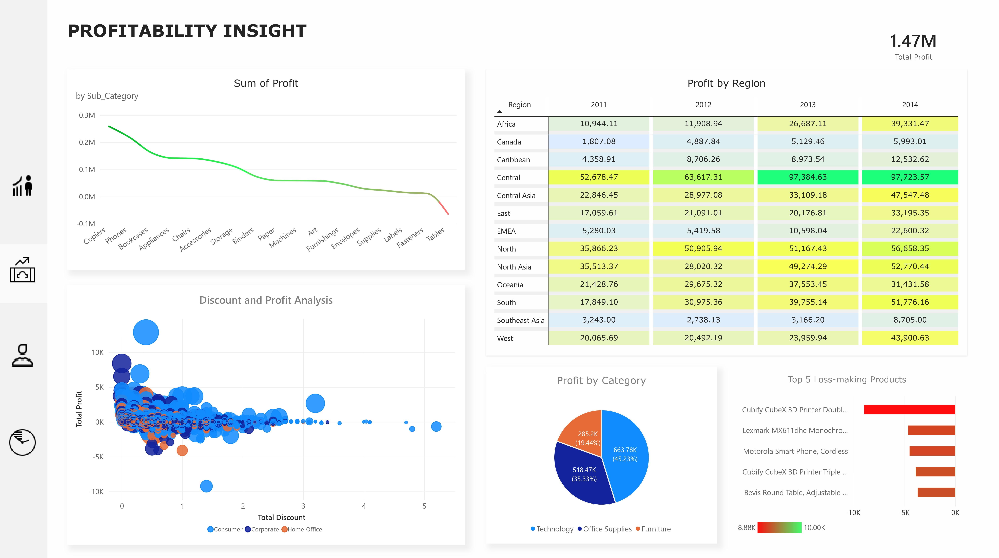 PROFITABILITY INSIGHT
1.47M
Total Profit
Sum of Profit
by Sub_Category
0.3M
0.2M
0.1M
0.0M
-0.1M
Copiers Phones Bookcases Appliances Chairs Accessories Storage Binders Paper Machines Art Furnishings Envelopes Supplies Labels Fasteners Tables
Profit by Region
Region 2011 2012 2013 2014
Africa 10,944.11 11,908.94 26,687.11 39,331.47
Canada 1,807.08 4,887.84 5,129.46 5,993.01
Caribbean 4,358.91 8,706.26 8,973.54 12,532.62
Central 52,678.47 63,617.31 97,384.63 97,723.57
Central Asia 22,846.45 28,977.08 33,109.18 47,547.48
East 17,059.61 21,091.01 20,176.81 33,195.35
EMEA 5,280.03 5,419.58 10,598.04 22,600.32
North 35,866.23 50,905.94 51,167.43 56,658.35
North Asia 35,513.37 28,020.32 49,274.29 52,770.44
Oceania 21,428.76 29,675.32 37,553.45 31,431.58
South 17,849.10 30,975.36 39,755.14 51,776.16
Southeast Asia 3,243.00 2,738.13 3,166.20 8,705.00
West 20,065.69 20,492.19 23,959.94 43,900.63
Discount and Profit Analysis
Total Profit
10K
5K
0K
-5K
-10K
0 1 2 3 4 5
Total Discount
Consumer Corporate Home Office
Profit by Category
285.2K
(19.44%)
663.78K
(45.23%)
518.47K
(35.33%)
Technology Office Supplies Furniture
Top 5 Loss-making Products
Cubify CubeX 3D Printer Doubl...
Lexmark MX611dhe Monochro...
Motorola Smart Phone, Cordless
Cubify CubeX 3D Printer Triple ...
Bevis Round Table, Adjustable ...
-10K -5K 0K
-8.88K 10.00K